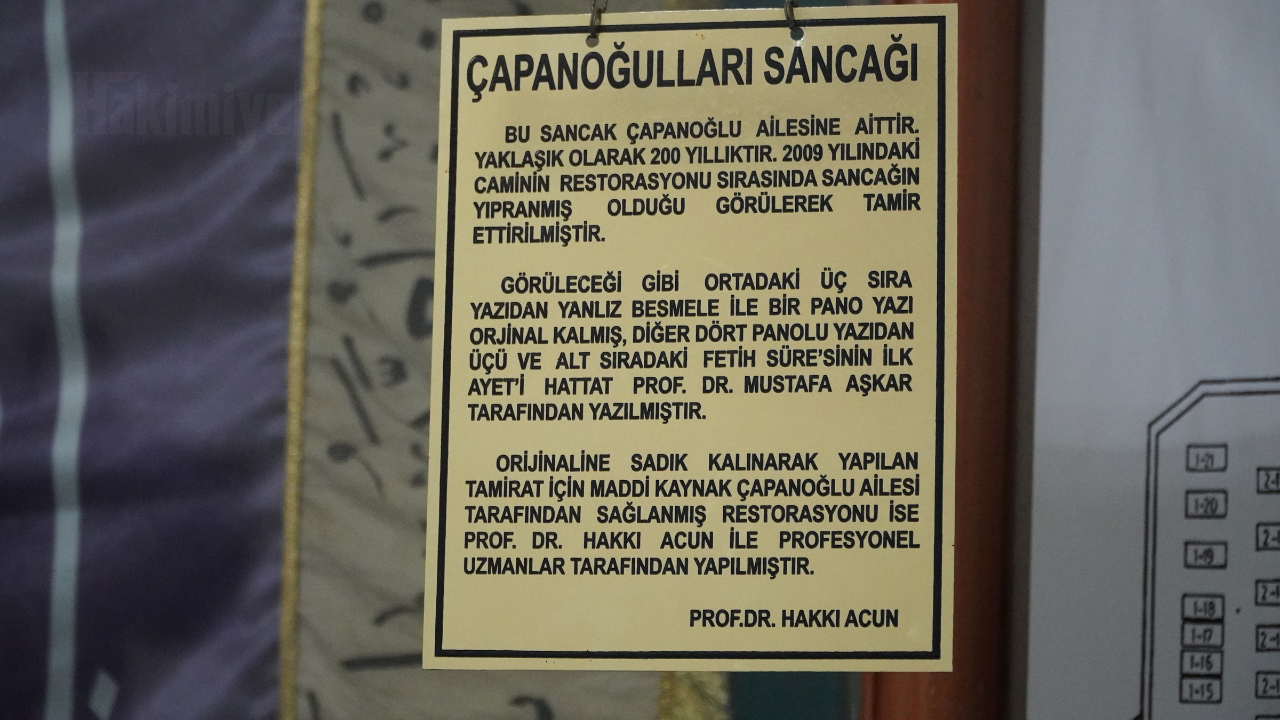 Hakimiye
ÇAPANOĞULLARI SANCAĞI
BU SANCAK ÇAPANOĞLU AİLESİNE AİTTİR.
YAKLAŞIK OLARAK 200 YILLIKTIR. 2009 YILINDAKİ
CAMİNİN RESTORASYONU SIRASINDA SANCAĞIN
YIPRANMIŞ OLDUĞU GÖRÜLEREK TAMİR
ETTİRİLMİŞTİR.
GÖRÜLECEĞİ GİBİ ORTADAKİ ÜÇ SIRA
YAZIDAN YANLIZ BESMELE İLE BİR PANO YAZI
ORJİNAL KALMIŞ, DİĞER DÖRT PANOLU YAZIDAN
ÜÇÜ VE ALT SIRADAKİ FETİH SÜRE'SİNİN İLK
AYET'İ HATTAT PROF. DR. MUSTAFA AŞKAR
TARAFINDAN YAZILMIŞTIR.
ORİJİNALİNE SADIK KALINARAK YAPILAN
TAMİRAT İÇİN MADDİ KAYNAK ÇAPANOĞLU AİLESİ
TARAFINDAN SAĞLANMIŞ RESTORASYONU İSE
PROF. DR. HAKKI ACUN İLE PROFESYONEL
UZMANLAR TARAFINDAN YAPILMIŞTIR.
PROF.DR. HAKKI ACUN
1-21
1-20
1-19
1-18
1-17
1-16
1-15